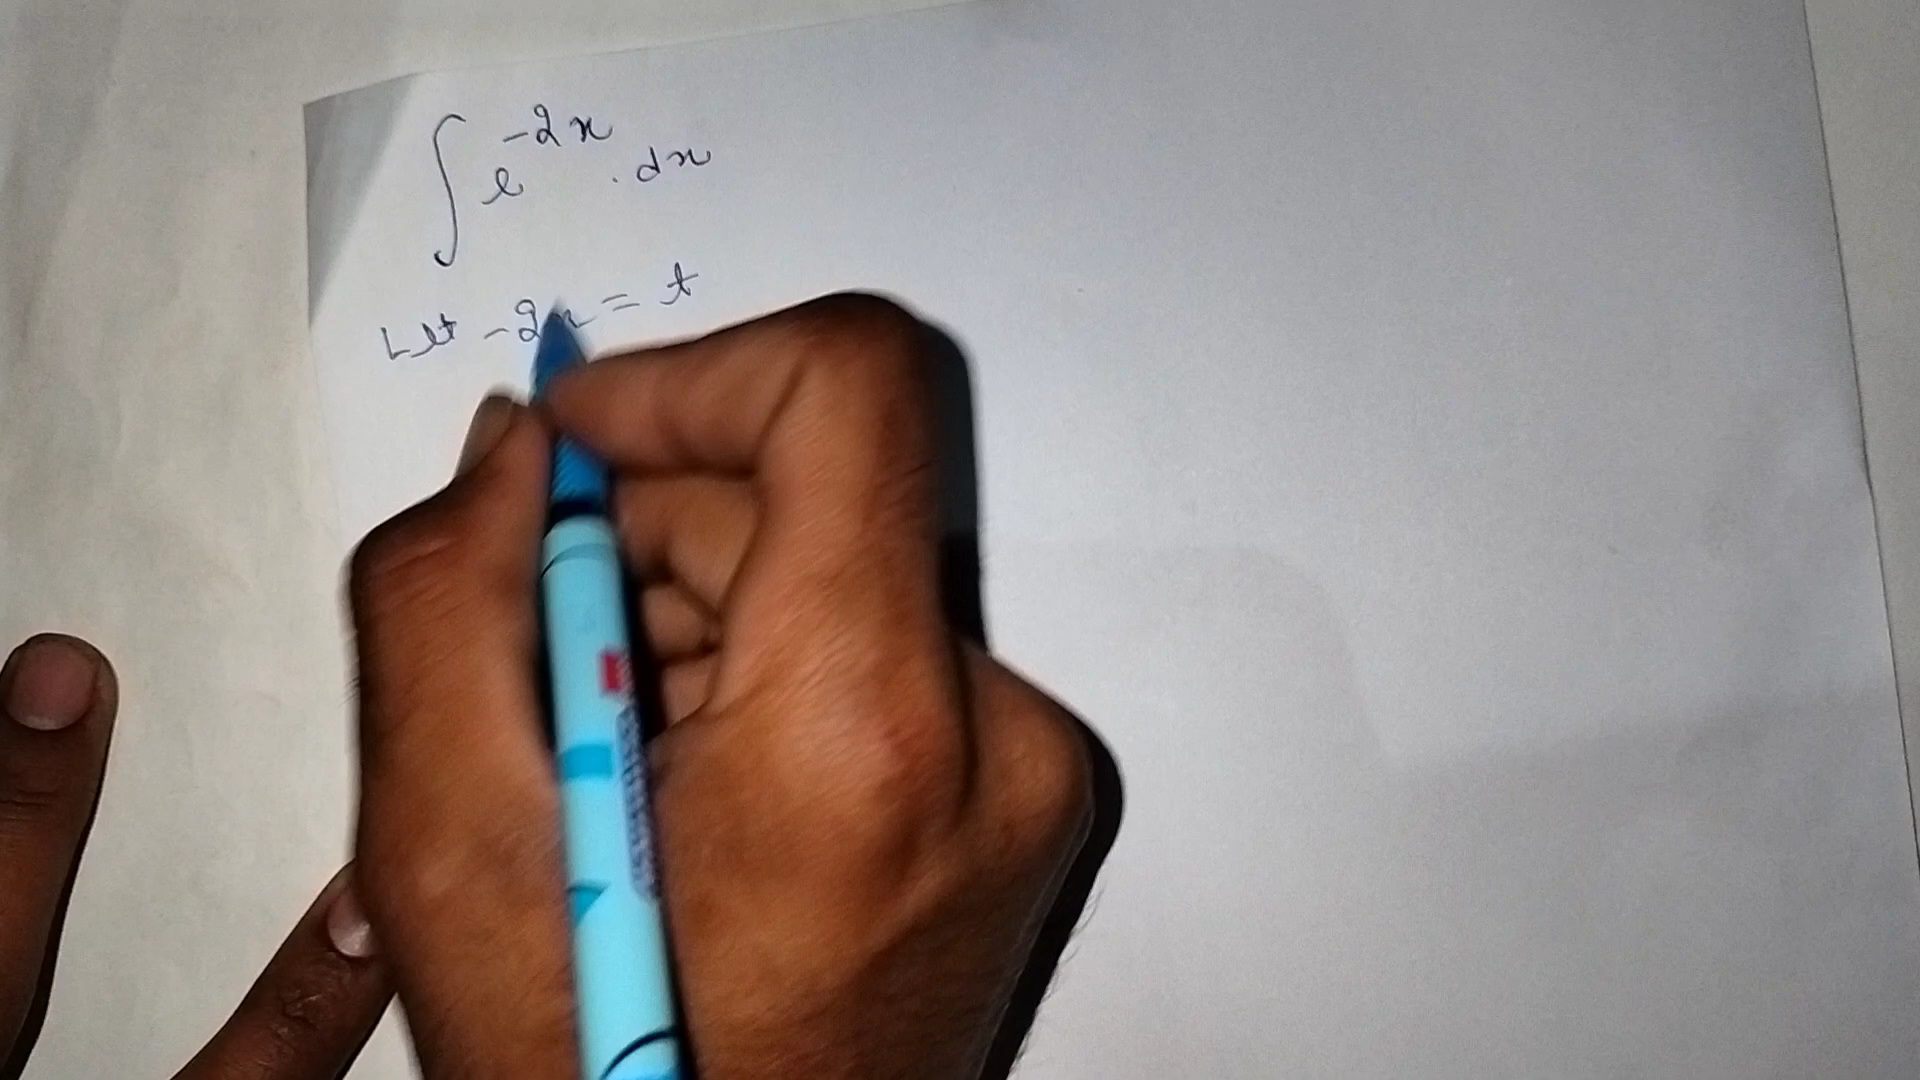 ∫ e^{-2x} . dx
Let -2x = t